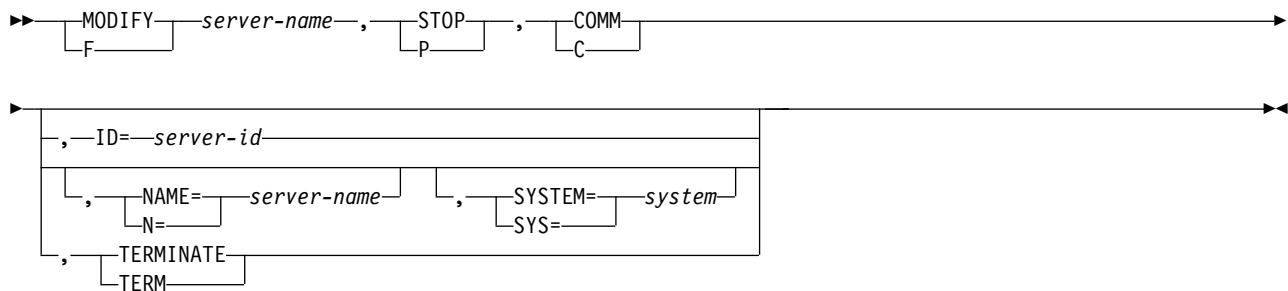 MODIFY server-name , STOP , COMM
F P C
, ID= server-id
, NAME= server-name , SYSTEM= system
N= SYS=
, TERMINATE
TERM